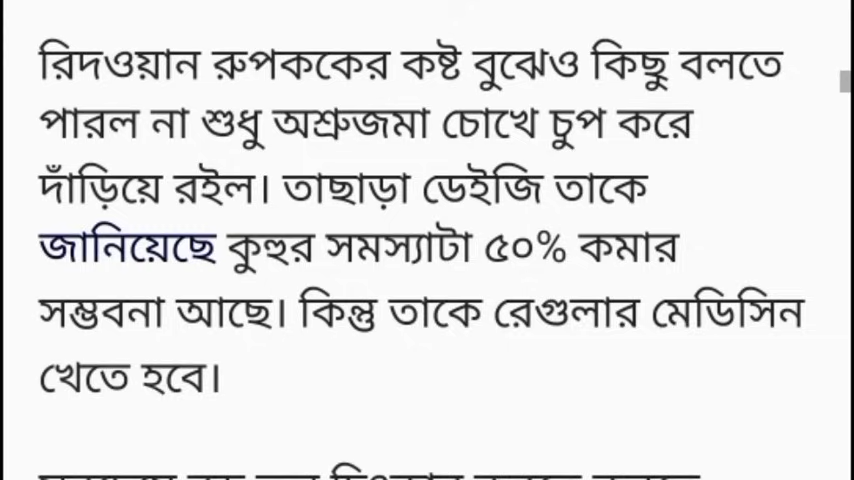 রিদওয়ান রুপককের কষ্ট বুঝেও কিছু বলতে
পারল না শুধু অশ্রুজমা চোখে চুপ করে
দাঁড়িয়ে রইল। তাছাড়া ডেইজি তাকে
জানিয়েছে কুহুর সমস্যাটা ৫০% কমার
সম্ভবনা আছে। কিন্তু তাকে রেগুলার মেডিসিন
খেতে হবে।